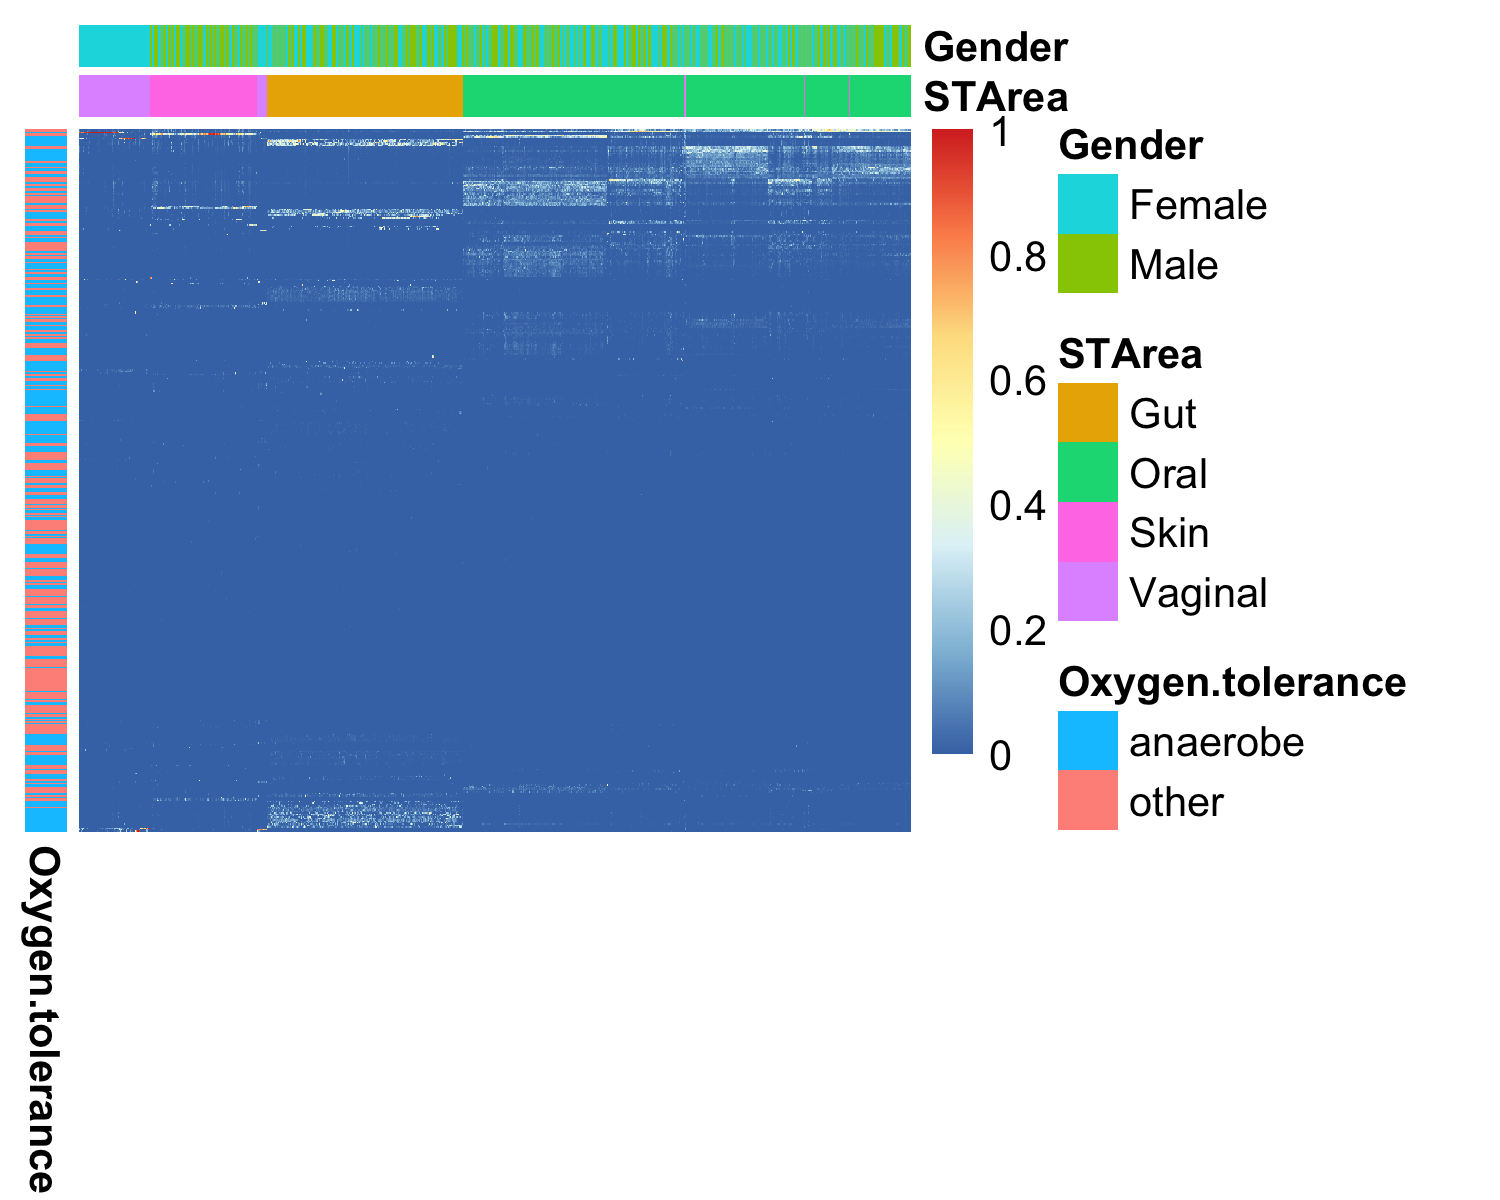 Gender
STArea
1
0.8
0.6
0.4
0.2
0
Gender
Female
Male
STArea
Gut
Oral
Skin
Vaginal
Oxygen.tolerance
anaerobe
other
Oxygen.tolerance